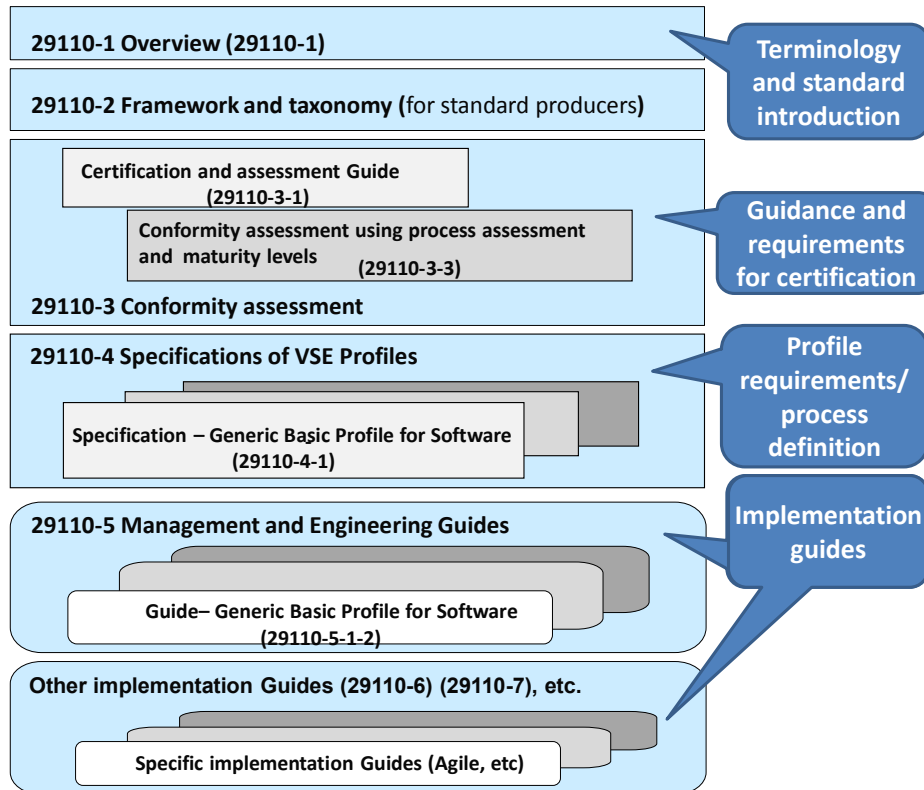 29110-1 Overview (29110-1)
Terminology
and standard
introduction
29110-2 Framework and taxonomy (for standard producers)
Certification and assessment Guide
(29110-3-1)
Conformity assessment using process assessment
and maturity levels
(29110-3-3)
29110-3 Conformity assessment
Guidance and
requirements
for certification
29110-4 Specifications of VSE Profiles
Specification – Generic Basic Profile for Software
(29110-4-1)
Profile
requirements/
process
definition
29110-5 Management and Engineering Guides
Guide– Generic Basic Profile for Software
(29110-5-1-2)
Implementation
guides
Other implementation Guides (29110-6) (29110-7), etc.
Specific implementation Guides (Agile, etc)